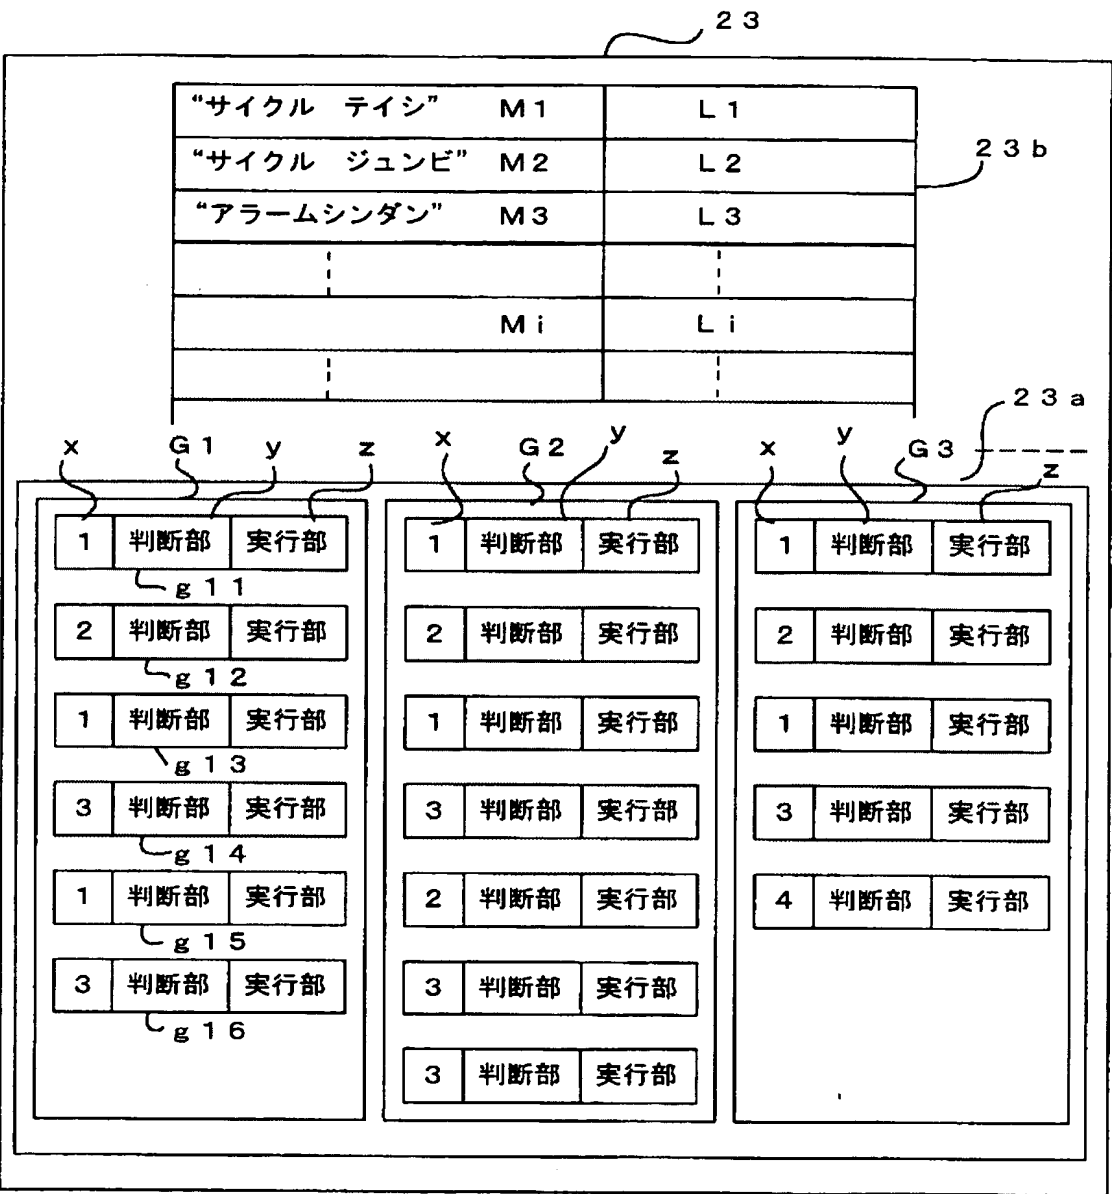 23
“サイクル テイシ” M1 L1
“サイクル ジュンビ” M2 L2
23b
“アラームシンダン” M3 L3
Mi Li
23a
x G1 y z x G2 y z x y G3 z
1 判断部 実行部 1 判断部 実行部 1 判断部 実行部
g11
2 判断部 実行部 2 判断部 実行部 2 判断部 実行部
g12
1 判断部 実行部 1 判断部 実行部 1 判断部 実行部
g13
3 判断部 実行部 3 判断部 実行部 3 判断部 実行部
g14
1 判断部 実行部 2 判断部 実行部 4 判断部 実行部
g15
3 判断部 実行部 3 判断部 実行部
g16
3 判断部 実行部